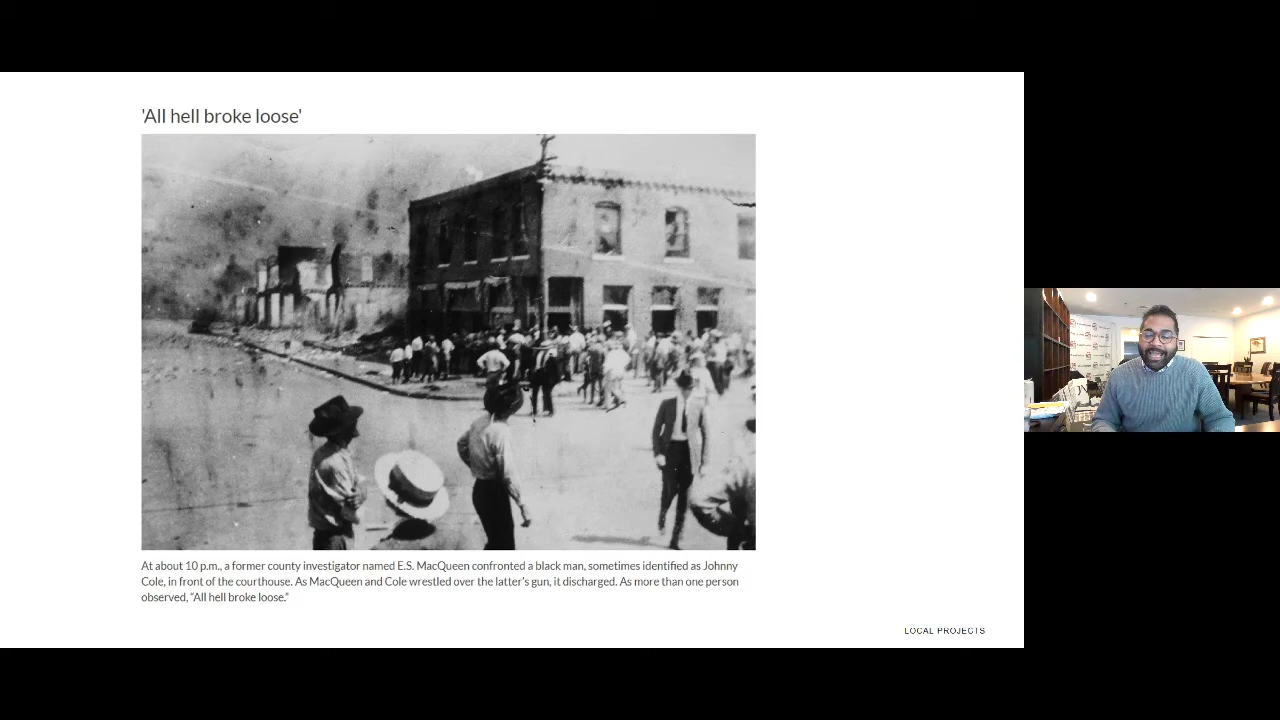 'All hell broke loose'
At about 10 p.m., a former county investigator named E.S. MacQueen confronted a black man, sometimes identified as Johnny
Cole, in front of the courthouse. As MacQueen and Cole wrestled over the latter's gun, it discharged. As more than one person
observed, “All hell broke loose.”
LOCAL PROJECTS